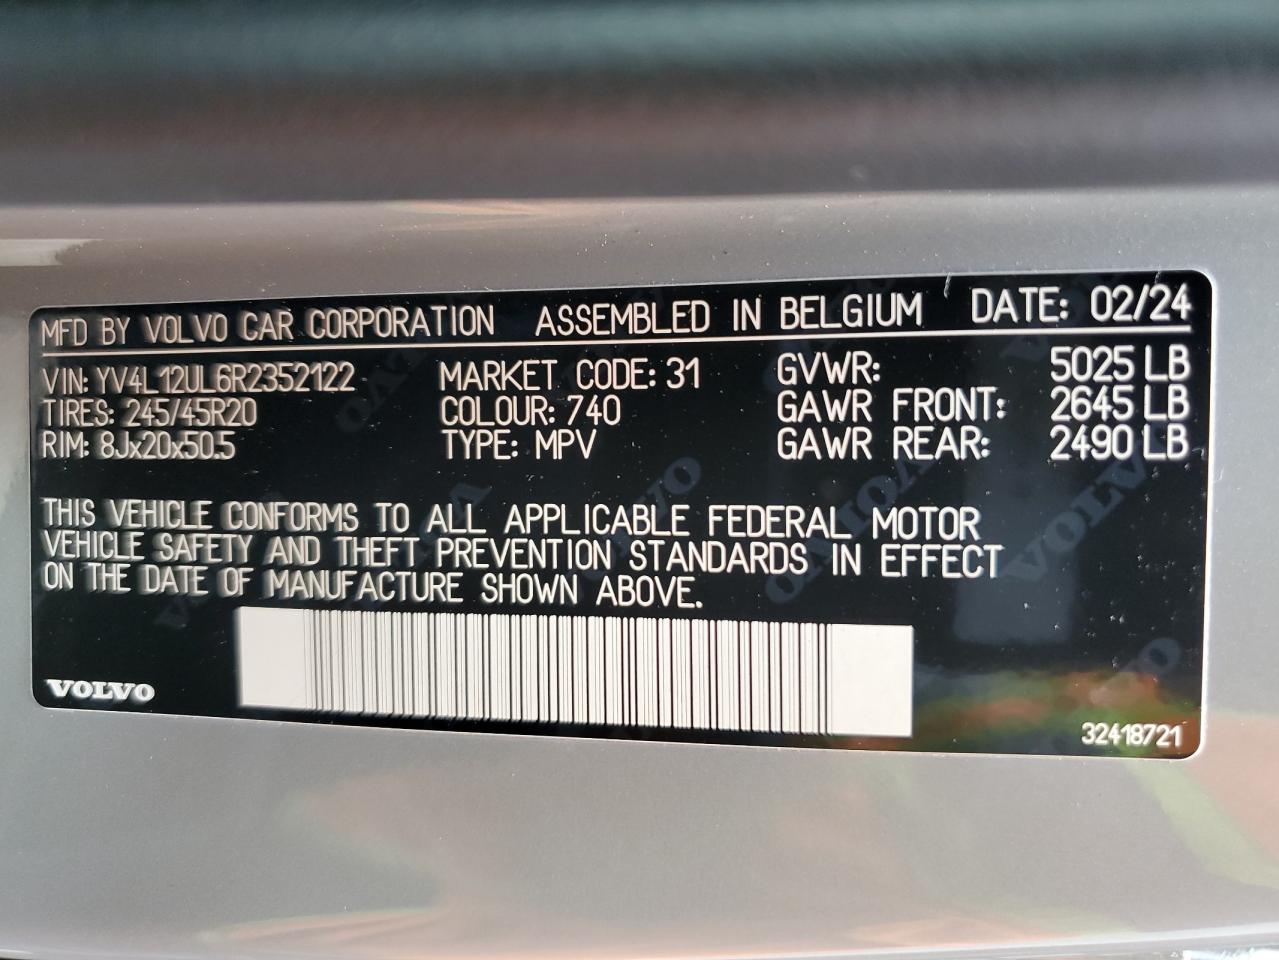 MFD BY VOLVO CAR CORPORATION ASSEMBLED IN BELGIUM DATE: 02/24
VIN: YV4L12UL6R2352122 MARKET CODE: 31 GVWR: 5025 LB
TIRES: 245/45R20 COLOUR: 740 GAWR FRONT: 2645 LB
RIM: 8Jx20x50.5 TYPE: MPV GAWR REAR: 2490 LB
THIS VEHICLE CONFORMS TO ALL APPLICABLE FEDERAL MOTOR
VEHICLE SAFETY AND THEFT PREVENTION STANDARDS IN EFFECT
ON THE DATE OF MANUFACTURE SHOWN ABOVE.
VOLVO
32418721